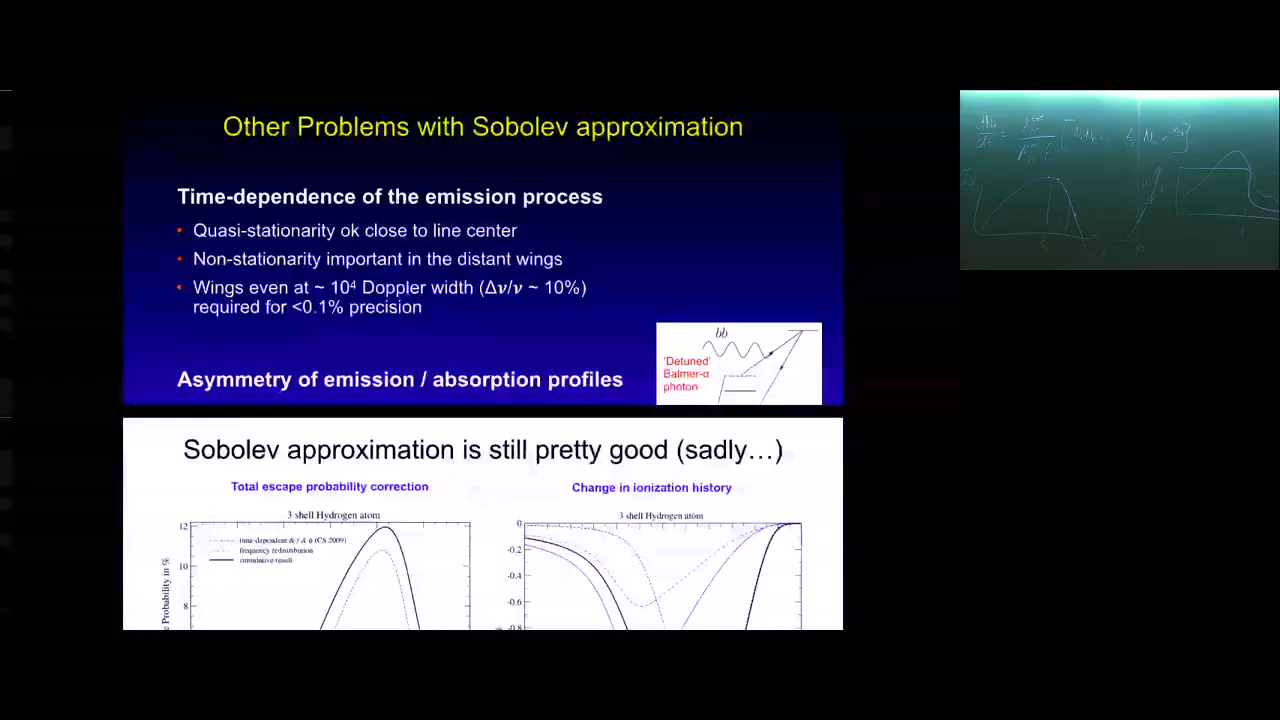 Other Problems with Sobolev approximation
Time-dependence of the emission process
• Quasi-stationarity ok close to line center
• Non-stationarity important in the distant wings
• Wings even at ~ 10⁴ Doppler width (Δν/ν ~ 10%)
required for <0.1% precision
bb
'Detuned'
Balmer-α
photon
Asymmetry of emission / absorption profiles
Sobolev approximation is still pretty good (sadly…)
Total escape probability correction
Change in ionization history
3 shell Hydrogen atom
3 shell Hydrogen atom
12
10
8
Probability in %
time-dependent & f & b (CS 2009)
frequency redistribution
cumulative result
0
-0.2
-0.4
-0.6
-0.8